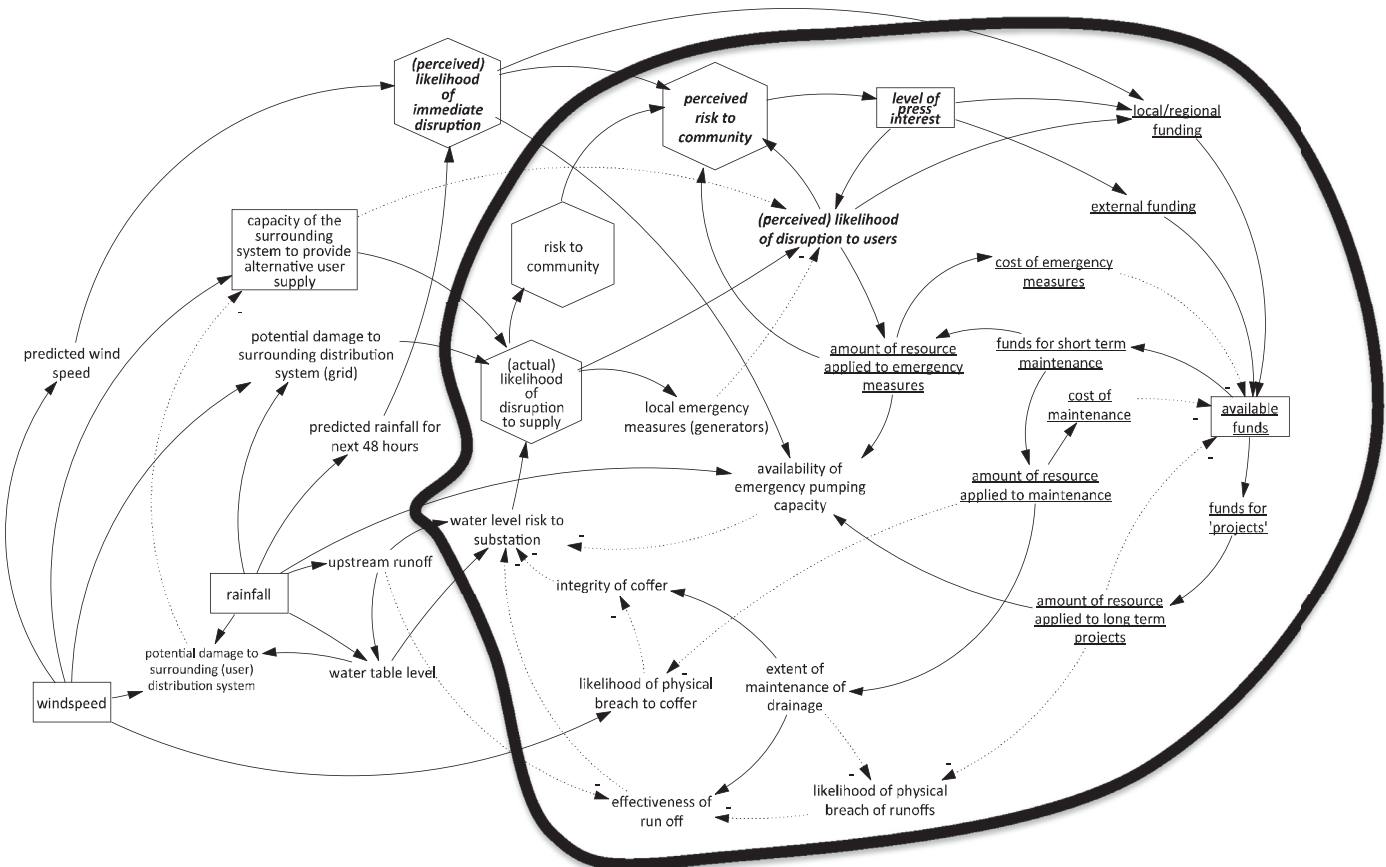 (perceived)
likelihood
of
immediate
disruption
perceived
risk to
community
level of
press
interest
local/regional
funding
capacity of the
surrounding
system to provide
alternative user
supply
-
risk to
community
(perceived) likelihood
of disruption to users
-
external funding
cost of emergency
measures
-
predicted wind
speed
potential damage to
surrounding distribution
system (grid)
(actual)
likelihood
of
disruption
to supply
amount of resource
applied to emergency
measures
funds for short term
maintenance
cost of
maintenance
-
available
funds
-
local emergency
measures (generators)
predicted rainfall for
next 48 hours
availability of
emergency pumping
capacity
amount of resource
applied to maintenance
funds for
'projects'
water level risk to
substation
-
-
-
upstream runoff
rainfall
integrity of coffer
-
amount of resource
applied to long term
projects
potential damage to
surrounding (user)
distribution system
water table level
windspeed
likelihood of physical
breach to coffer
-
extent of
maintenance of
drainage
-
effectiveness of
run off
-
-
likelihood of physical
breach of runoffs
-